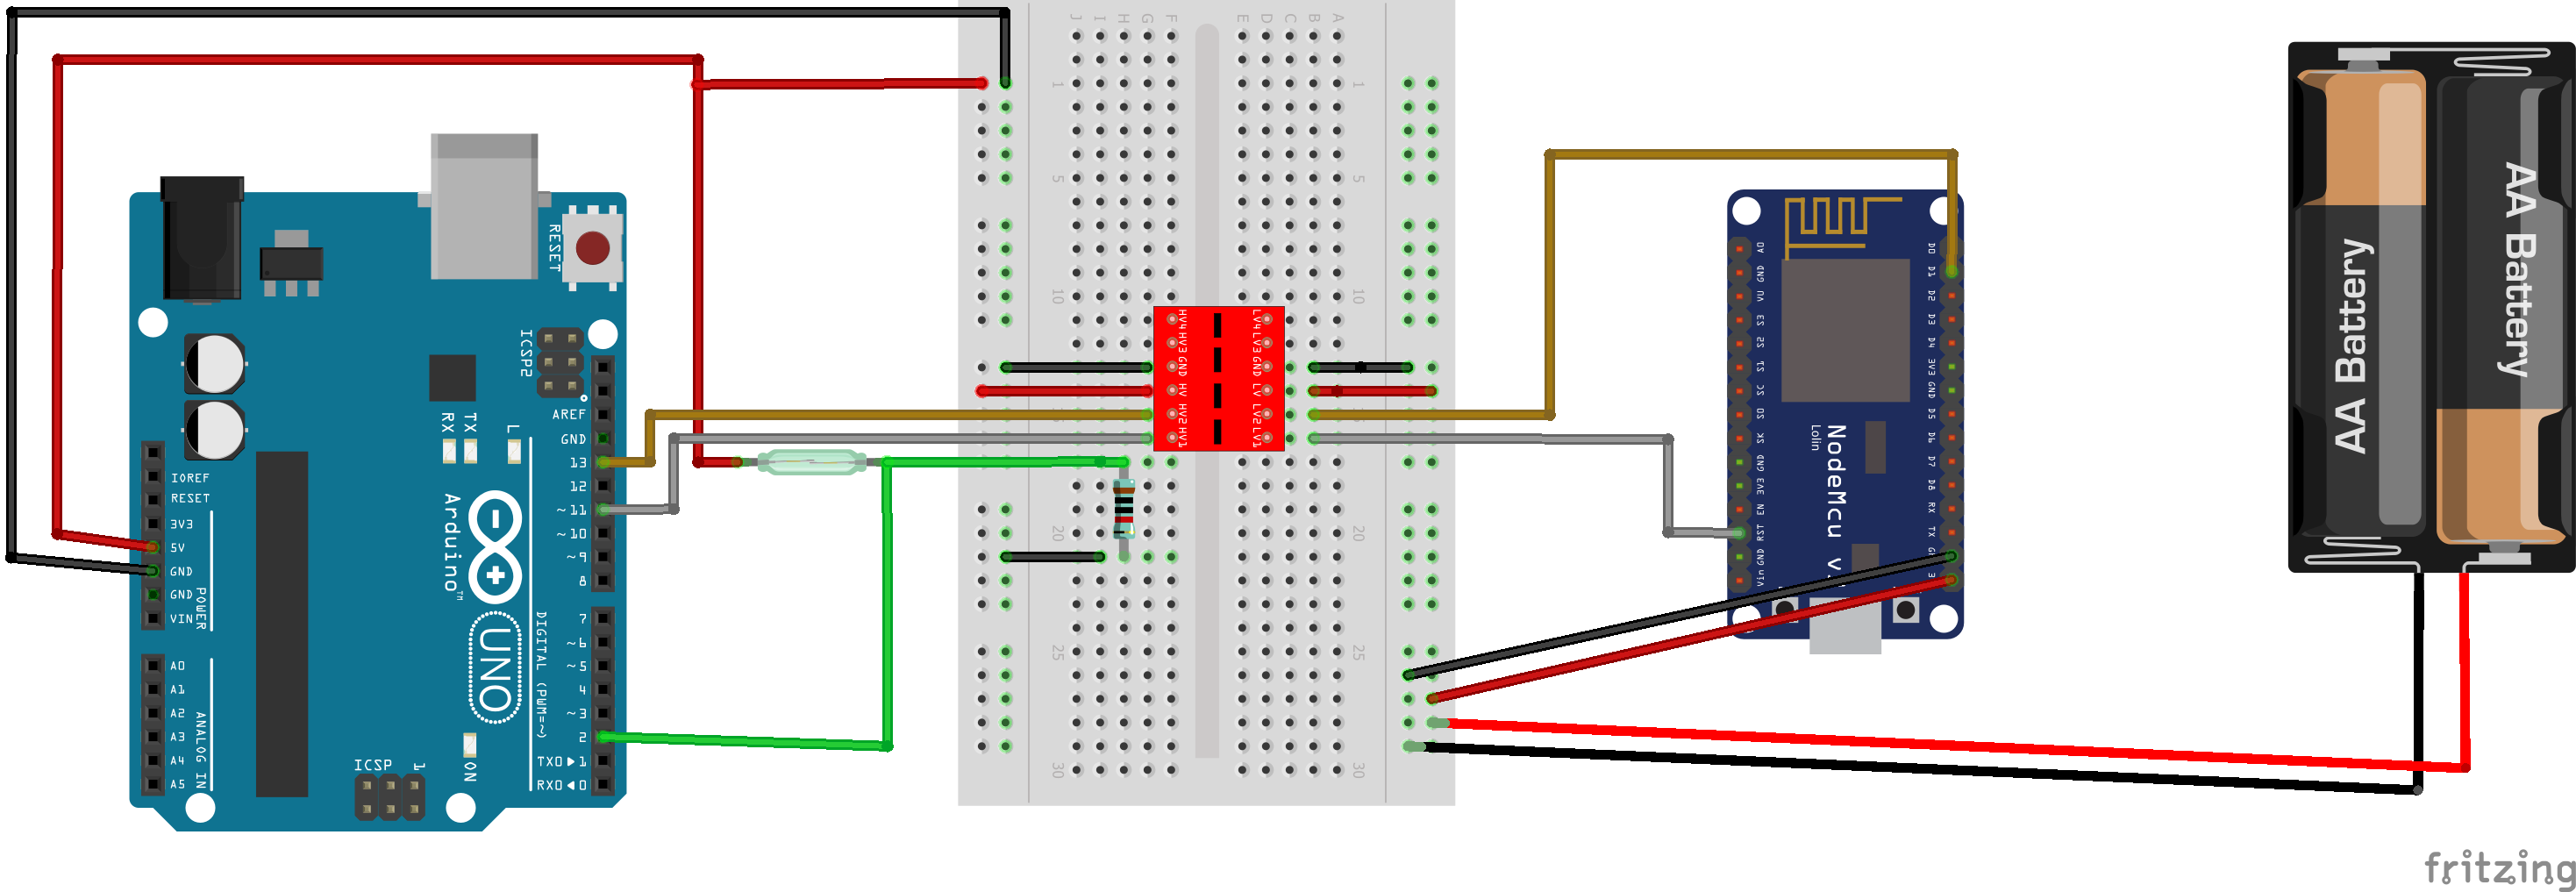 J I H G F E D C B A
1 1
5 5
10 10
20 20
25 25
30 30
RESET
ICSP2
AREF
GND
13
12
~11
~10
~9
8
7
~6
~5
4
~3
2
TX0▶1
RX0◀0
DIGITAL (PWM=~)
RX TX L
IOREF
RESET
3V3
5V
GND
GND
VIN
POWER
A0
A1
A2
A3
A4
A5
ANALOG IN
Arduino™
UNO
ON
ICSP 1
HV4 HV3 GND HV HV2 HV1
LV4 LV3 GND LV LV2 LV1
A0
GND
VU
S3
S2
S1
SC
S0
SK
GND
3V3
EN
RST
GND
Vin
D0
D1
D2
D3
D4
3V3
GND
D5
D6
D7
D8
RX
TX
NodeMcu
Lolin
AA Battery
AA Battery
fritzing